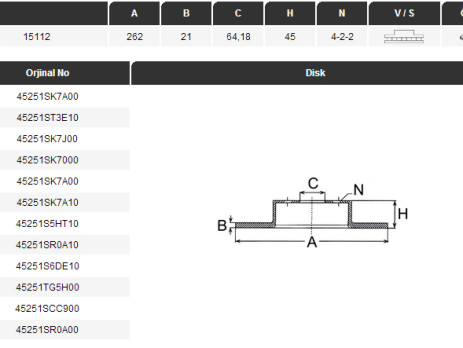 A B C H N V / S
15112 262 21 64,18 45 4-2-2
Orjinal No Disk
45251SK7A00
45251ST3E10
45251SK7J00
45251SK7000
45251SK7A00
45251SK7A10
45251S5HT10
45251SR0A10
45251S6DE10
45251TG5H00
45251SCC900
45251SR0A00
C
N
H
B
A